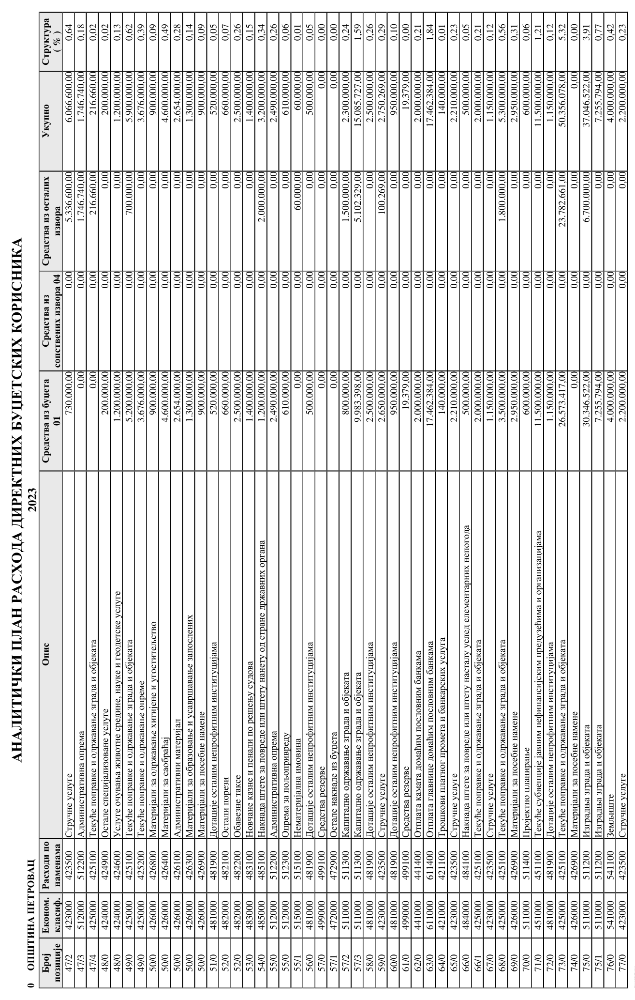 АНАЛИТИЧКИ ПЛАН РАСХОДА ДИРЕКТНИХ БУЏЕТСКИХ КОРИСНИКА
2023
0 ОПШТИНА ПЕТРОВАЦ
Број позиције Економ. класиф. Расходи по наменама Опис Средства из буџета 01 Средства из сопствених извора 04 Средства из осталих извора Укупно Структура ( % )
47/2 423000 423500 Стручне услуге 730.000,00 0,00 5.336.600,00 6.066.600,00 0,64
47/3 512000 512200 Административна опрема 0,00 0,00 1.746.740,00 1.746.740,00 0,18
47/4 425000 425100 Текуће поправке и одржавање зграда и објеката 0,00 0,00 216.660,00 216.660,00 0,02
48/0 424000 424900 Остале специјализоване услуге 200.000,00 0,00 0,00 200.000,00 0,02
48/0 424000 424600 Услуге очувања животне средине, науке и геодетске услуге 1.200.000,00 0,00 0,00 1.200.000,00 0,13
49/0 425000 425100 Текуће поправке и одржавање зграда и објеката 5.200.000,00 0,00 700.000,00 5.900.000,00 0,62
49/0 425000 425200 Текуће поправке и одржавање опреме 3.676.000,00 0,00 0,00 3.676.000,00 0,39
50/0 426000 426800 Материјали за одржавање хигијене и угоститељство 900.000,00 0,00 0,00 900.000,00 0,09
50/0 426000 426400 Материјали за саобраћај 4.600.000,00 0,00 0,00 4.600.000,00 0,49
50/0 426000 426100 Административни материјал 2.654.000,00 0,00 0,00 2.654.000,00 0,28
50/0 426000 426300 Материјали за образовање и усавршавање запослених 1.300.000,00 0,00 0,00 1.300.000,00 0,14
50/0 426000 426900 Материјали за посебне намене 900.000,00 0,00 0,00 900.000,00 0,09
51/0 481000 481900 Дотације осталим непрофитним институцијама 520.000,00 0,00 0,00 520.000,00 0,05
52/0 482000 482100 Остали порези 660.000,00 0,00 0,00 660.000,00 0,07
52/0 482000 482200 Обавезне таксе 2.500.000,00 0,00 0,00 2.500.000,00 0,26
53/0 483000 483100 Новчане казне и пенали по решењу судова 1.400.000,00 0,00 0,00 1.400.000,00 0,15
54/0 485000 485100 Накнада штете за повреде или штету нанету од стране државних органа 1.200.000,00 0,00 2.000.000,00 3.200.000,00 0,34
55/0 512000 512200 Административна опрема 2.490.000,00 0,00 0,00 2.490.000,00 0,26
55/0 512000 512300 Опрема за пољопривреду 610.000,00 0,00 0,00 610.000,00 0,06
55/1 515000 515100 Нематеријална имовина 0,00 0,00 60.000,00 60.000,00 0,01
56/0 481000 481900 Дотације осталим непрофитним институцијама 500.000,00 0,00 0,00 500.000,00 0,05
57/0 499000 499100 Средства резерве 0,00 0,00 0,00 0,00 0,00
57/1 472000 472900 Остале накнаде из буџета 0,00 0,00 0,00 0,00 0,00
57/2 511000 511300 Капитално одржавање зграда и објеката 800.000,00 0,00 1.500.000,00 2.300.000,00 0,24
57/3 511000 511300 Капитално одржавање зграда и објеката 9.983.398,00 0,00 5.102.329,00 15.085.727,00 1,59
58/0 481000 481900 Дотације осталим непрофитним институцијама 2.500.000,00 0,00 0,00 2.500.000,00 0,26
59/0 423000 423500 Стручне услуге 2.650.000,00 0,00 100.269,00 2.750.269,00 0,29
60/0 481000 481900 Дотације осталим непрофитним институцијама 950.000,00 0,00 0,00 950.000,00 0,10
61/0 499000 499100 Средства резерве 19.379,00 0,00 0,00 19.379,00 0,00
62/0 441000 441400 Отплата камата домаћим пословним банкама 2.000.000,00 0,00 0,00 2.000.000,00 0,21
63/0 611000 611400 Отплата главнице домаћим пословним банкама 17.462.384,00 0,00 0,00 17.462.384,00 1,84
64/0 421000 421100 Трошкови платног промета и банкарских услуга 140.000,00 0,00 0,00 140.000,00 0,01
65/0 423000 423500 Стручне услуге 2.210.000,00 0,00 0,00 2.210.000,00 0,23
66/0 484000 484100 Накнада штете за повреде или штету насталу услед елементарних непогода 500.000,00 0,00 0,00 500.000,00 0,05
66/1 425000 425100 Текуће поправке и одржавање зграда и објеката 2.000.000,00 0,00 0,00 2.000.000,00 0,21
67/0 423000 423500 Стручне услуге 1.150.000,00 0,00 0,00 1.150.000,00 0,12
68/0 425000 425100 Текуће поправке и одржавање зграда и објеката 3.500.000,00 0,00 1.800.000,00 5.300.000,00 0,56
69/0 426000 426900 Материјали за посебне намене 2.950.000,00 0,00 0,00 2.950.000,00 0,31
70/0 511000 511400 Пројектно планирање 600.000,00 0,00 0,00 600.000,00 0,06
71/0 451000 451100 Текуће субвенције јавним нефинансијским предузећима и организацијама 11.500.000,00 0,00 0,00 11.500.000,00 1,21
72/0 481000 481900 Дотације осталим непрофитним институцијама 1.150.000,00 0,00 0,00 1.150.000,00 0,12
73/0 425000 425100 Текуће поправке и одржавање зграда и објеката 26.573.417,00 0,00 23.782.661,00 50.356.078,00 5,32
74/0 426000 426900 Материјали за посебне намене 0,00 0,00 0,00 0,00 0,00
75/0 511000 511200 Изградња зграда и објеката 30.346.522,00 0,00 6.700.000,00 37.046.522,00 3,91
75/1 511000 511200 Изградња зграда и објеката 7.255.794,00 0,00 0,00 7.255.794,00 0,77
76/0 541000 541100 Земљиште 4.000.000,00 0,00 0,00 4.000.000,00 0,42
77/0 423000 423500 Стручне услуге 2.200.000,00 0,00 0,00 2.200.000,00 0,23